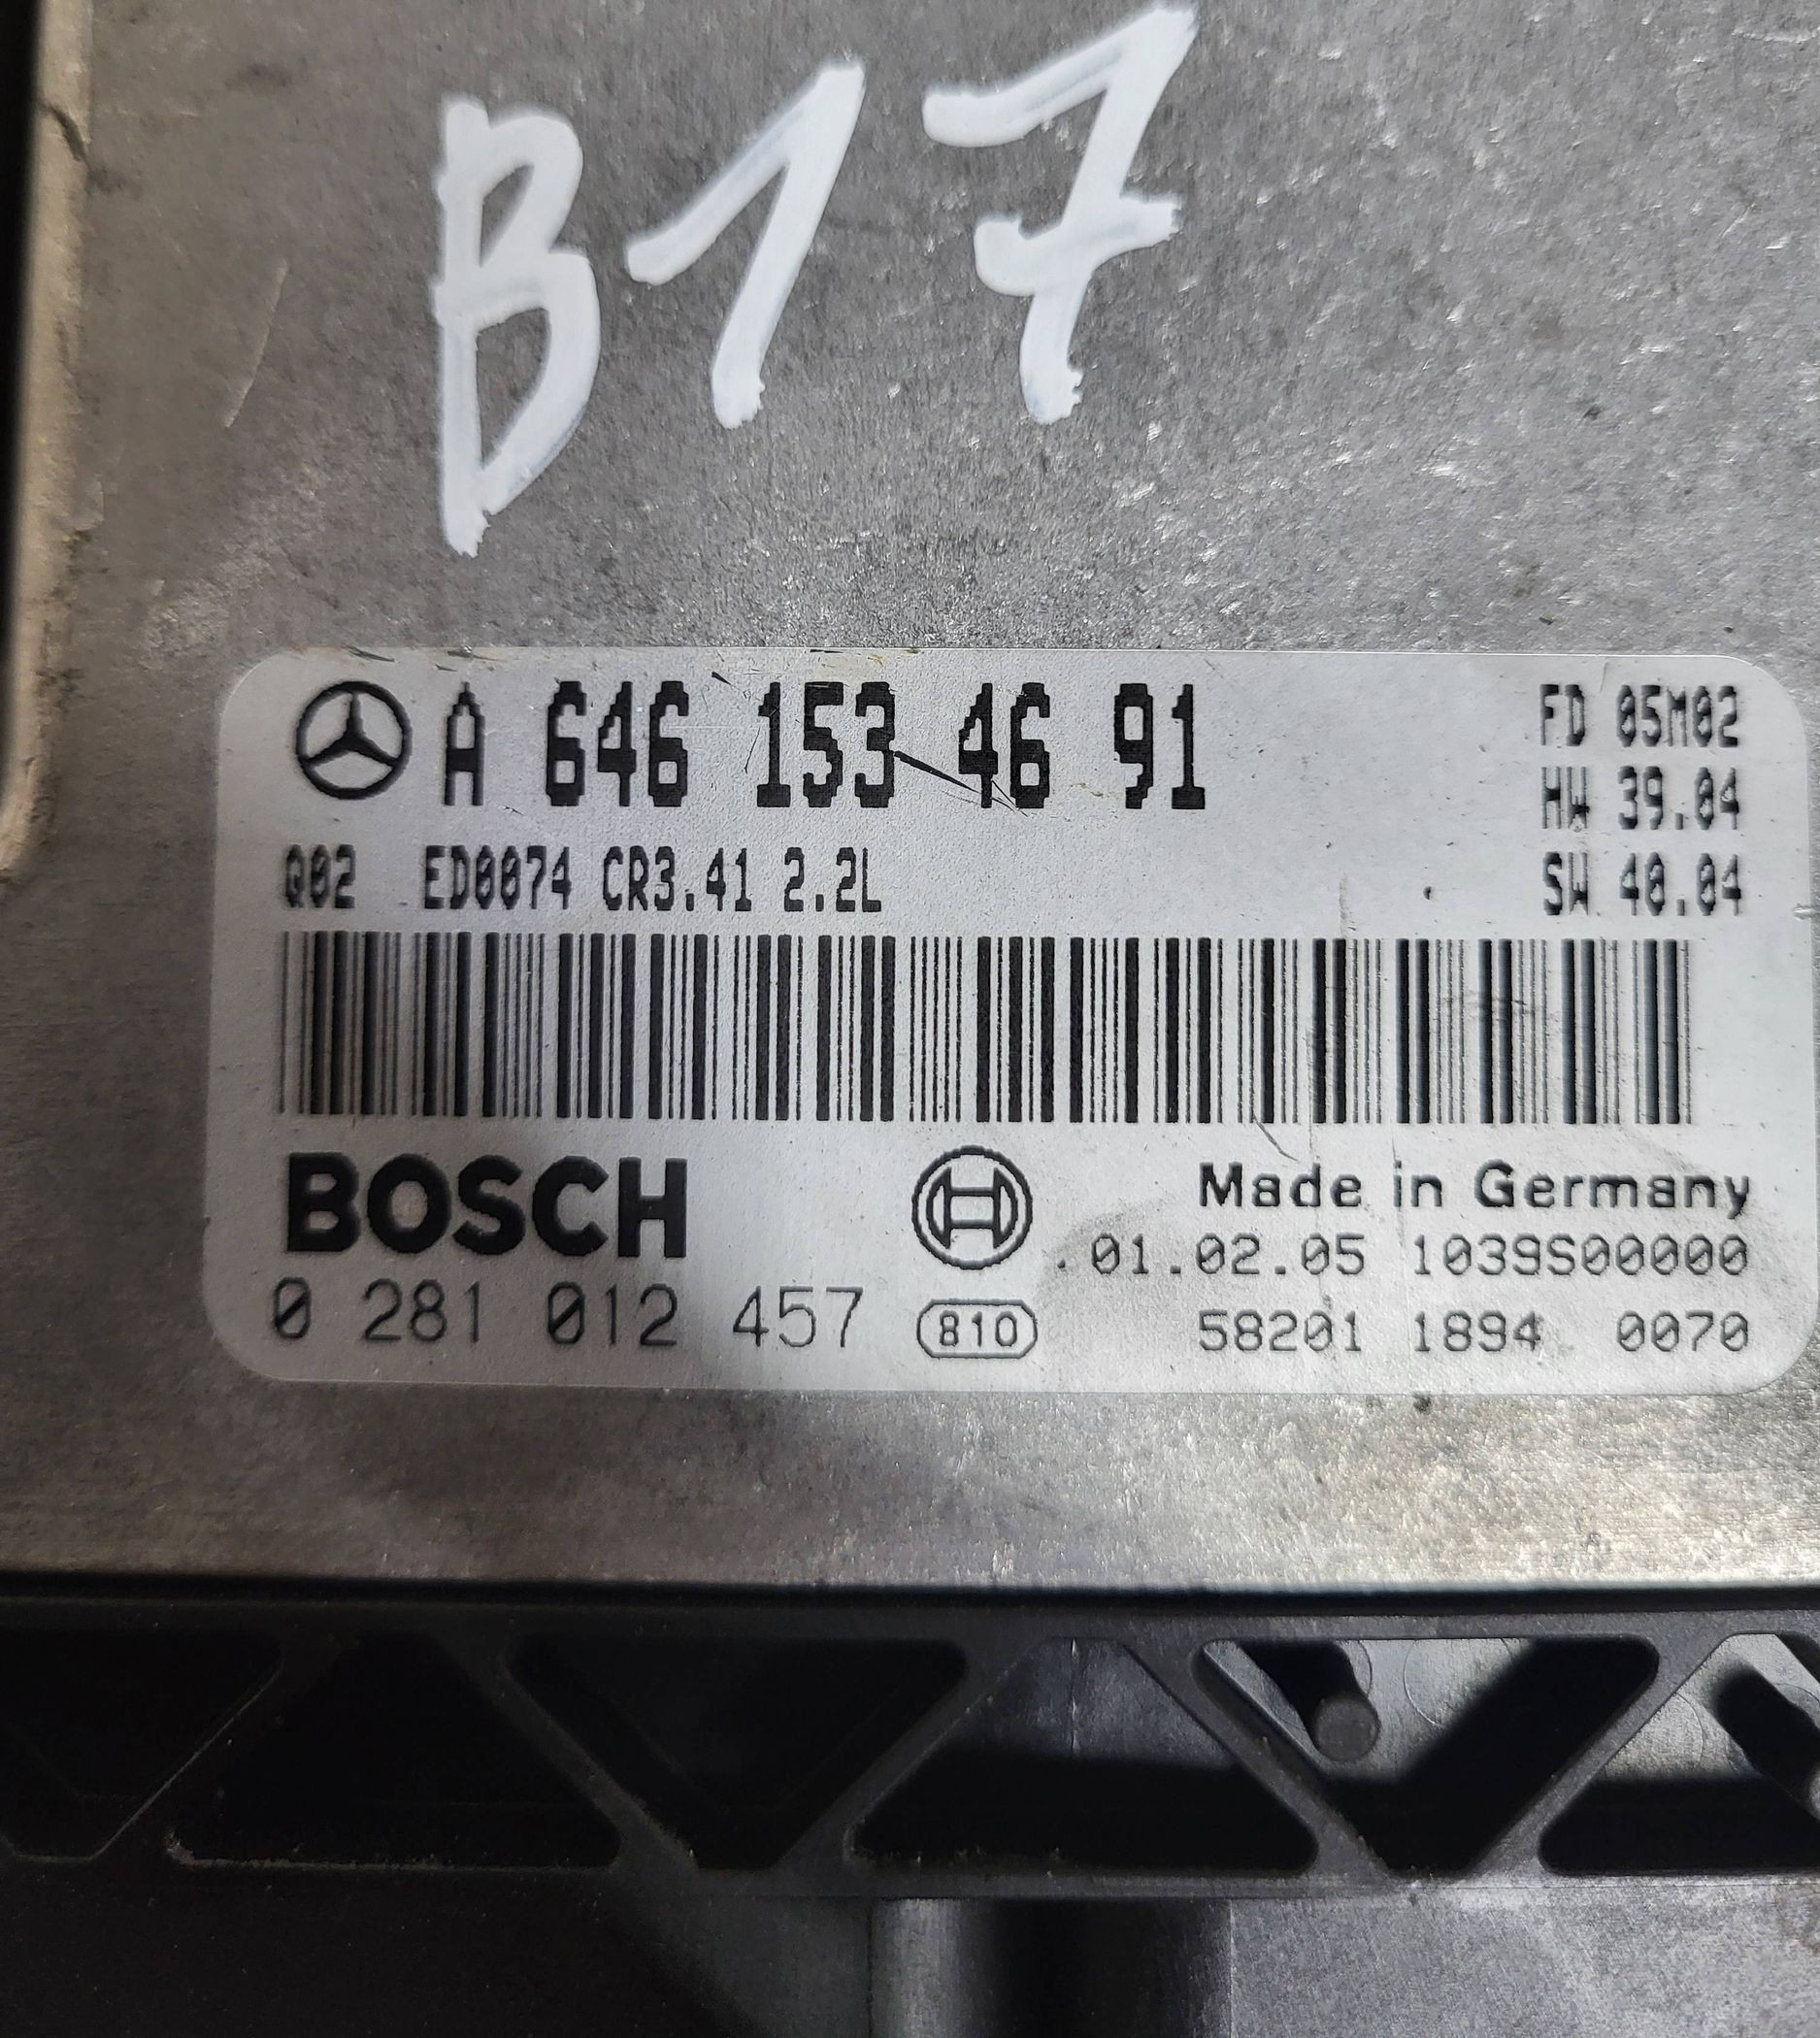 B17
A 646 153 46 91
FD 05M02
HW 39.04
Q02 ED0074 CR3.41 2.2L
SW 40.04
BOSCH
Made in Germany
.01.02.05 1039S00000
0 281 012 457
810
58201 1894 0070